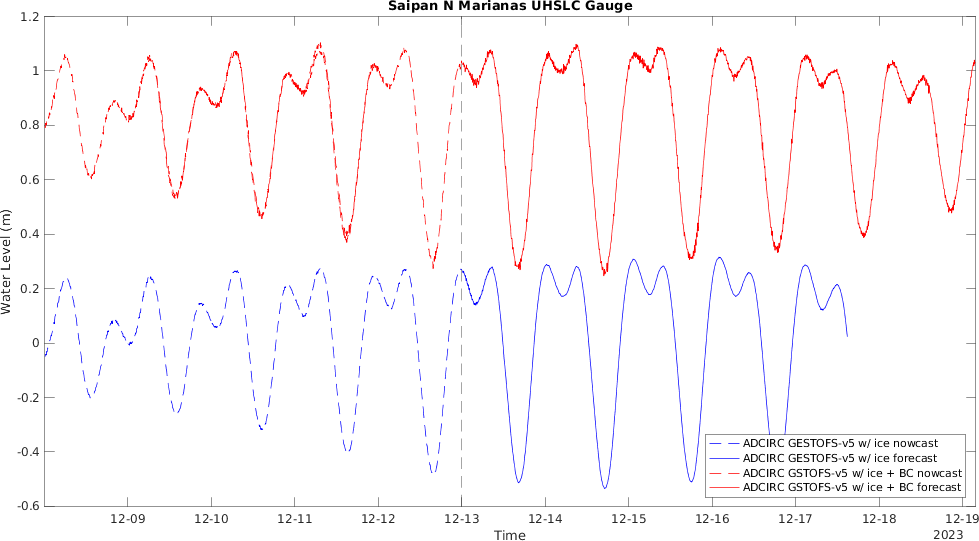 Saipan N Marianas UHSLC Gauge
Water Level (m)
1.2
1
0.8
0.6
0.4
0.2
0
-0.2
-0.4
-0.6
ADCIRC GESTOFS-v5 w/ ice nowcast
ADCIRC GESTOFS-v5 w/ ice forecast
ADCIRC GSTOFS-v5 w/ ice + BC nowcast
ADCIRC GSTOFS-v5 w/ ice + BC forecast
12-09 12-10 12-11 12-12 12-13 12-14 12-15 12-16 12-17 12-18 12-19
Time
2023